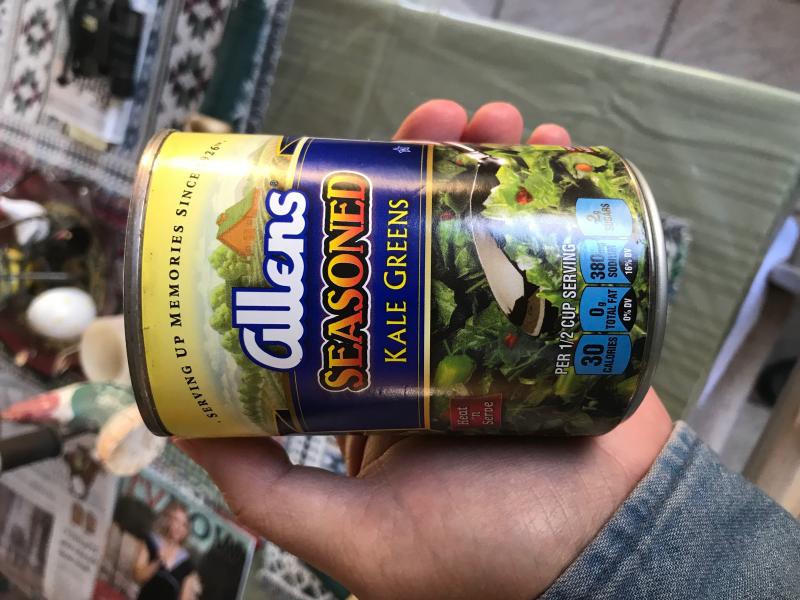 SERVING UP MEMORIES SINCE 1926
Allens®
SEASONED
KALE GREENS
Heat
'n
Serve
PER 1/2 CUP SERVING
30
CALORIES
0g
TOTAL FAT
0% DV
380mg
SODIUM
16% DV
2g
SUGARS